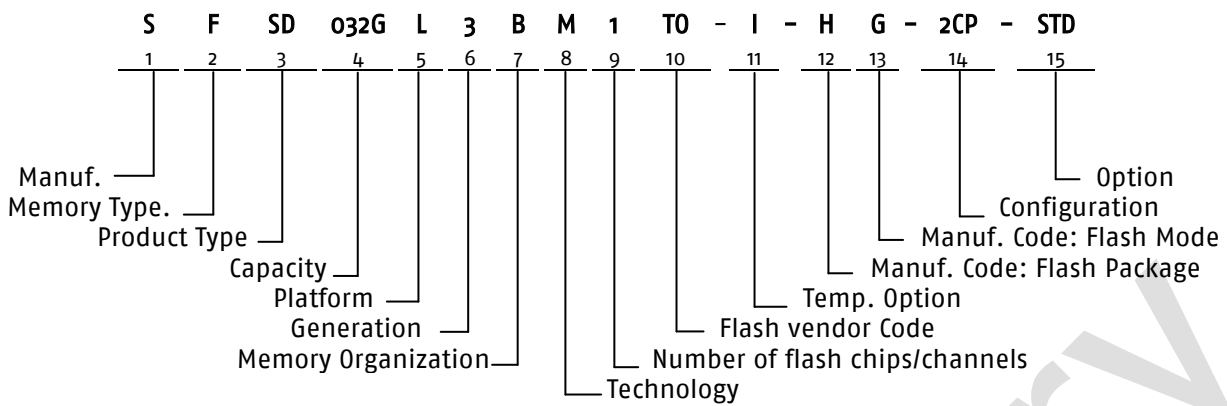 S F SD 032G L 3 B M 1 TO - I - H G - 2CP - STD
1 2 3 4 5 6 7 8 9 10 11 12 13 14 15
Manuf. Option
Memory Type. Configuration
Product Type Manuf. Code: Flash Mode
Capacity Manuf. Code: Flash Package
Platform Temp. Option
Generation Flash vendor Code
Memory Organization Number of flash chips/channels
Technology